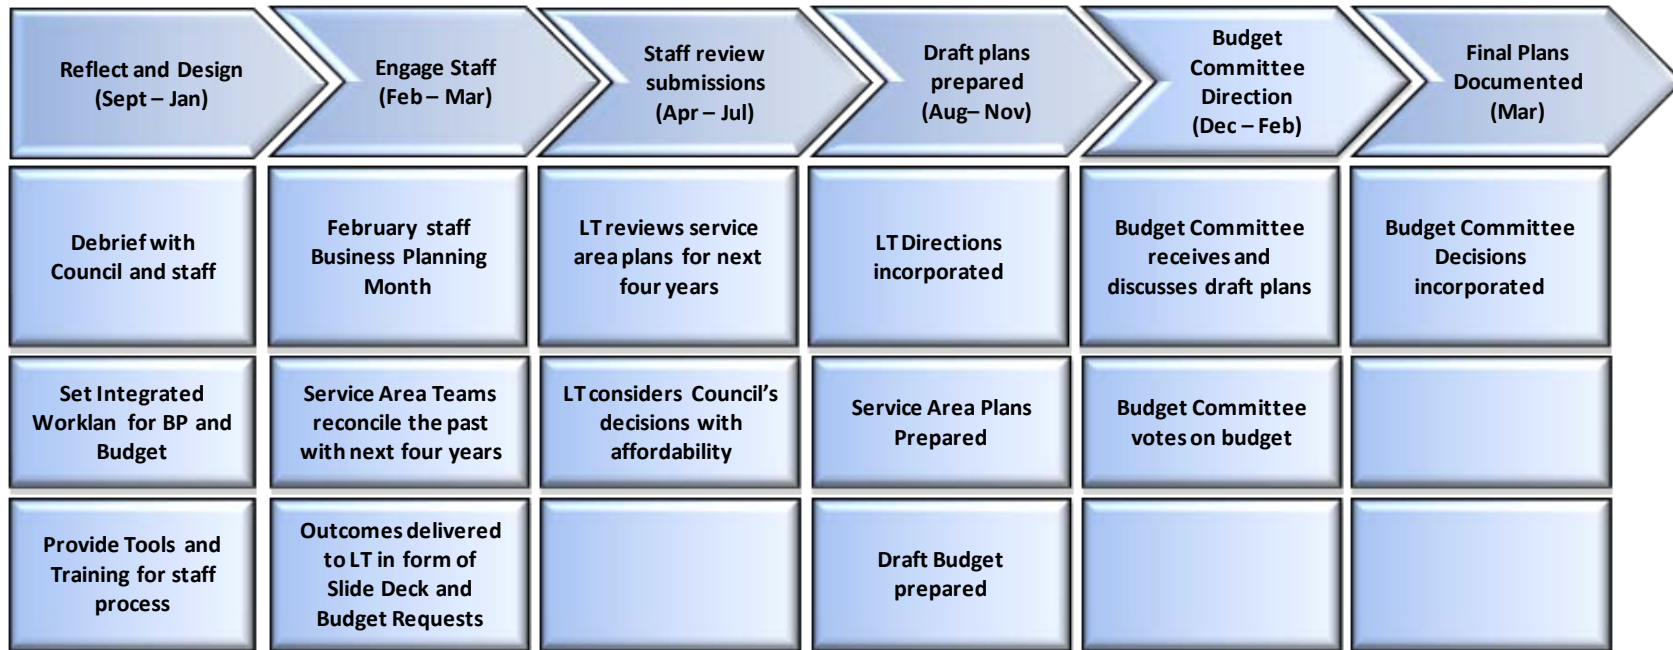 Reflect and Design
(Sept – Jan)
Engage Staff
(Feb – Mar)
Staff review
submissions
(Apr – Jul)
Draft plans
prepared
(Aug– Nov)
Budget
Committee
Direction
(Dec – Feb)
Final Plans
Documented
(Mar)
Debrief with
Council and staff
February staff
Business Planning
Month
LT reviews service
area plans for next
four years
LT Directions
incorporated
Budget Committee
receives and
discusses draft plans
Budget Committee
Decisions
incorporated
Set Integrated
Worklan for BP and
Budget
Service Area Teams
reconcile the past
with next four years
LT considers Council's
decisions with
affordability
Service Area Plans
Prepared
Budget Committee
votes on budget
Provide Tools and
Training for staff
process
Outcomes delivered
to LT in form of
Slide Deck and
Budget Requests
Draft Budget
prepared